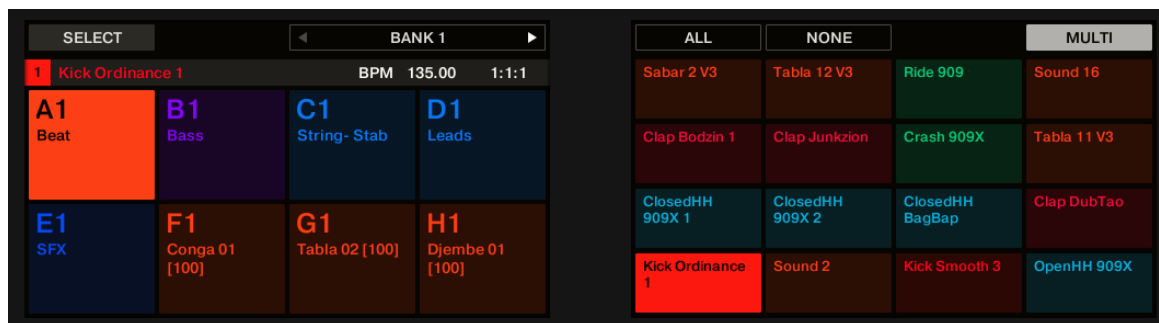 SELECT
BANK 1
1 Kick Ordinance 1 BPM 135.00 1:1:1
A1
Beat
B1
Bass
C1
String- Stab
D1
Leads
E1
SFX
F1
Conga 01
[100]
G1
Tabla 02 [100]
H1
Djembe 01
[100]
ALL
NONE
MULTI
Sabar 2 V3
Tabla 12 V3
Ride 909
Sound 16
Clap Bodzin 1
Clap Junkzion
Crash 909X
Tabla 11 V3
ClosedHH
909X 1
ClosedHH
909X 2
ClosedHH
BagBap
Clap DubTao
Kick Ordinance
1
Sound 2
Kick Smooth 3
OpenHH 909X